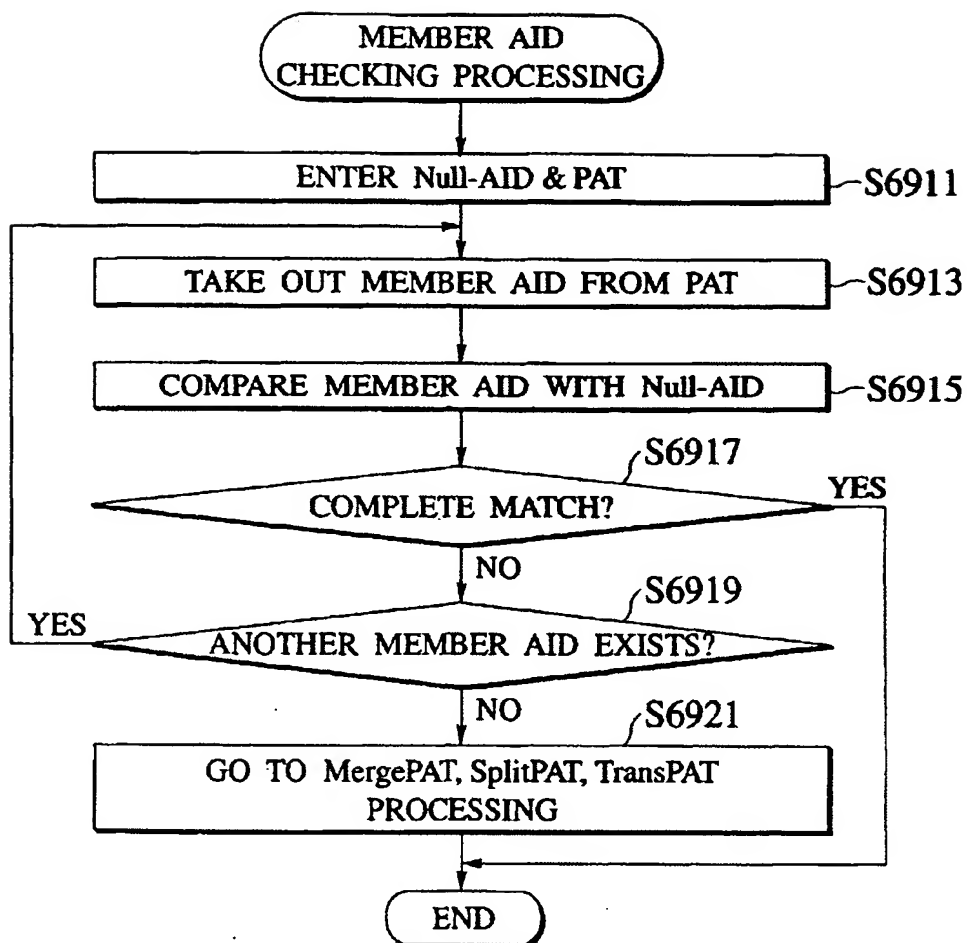 MEMBER AID
CHECKING PROCESSING
ENTER Null-AID & PAT
S6911
TAKE OUT MEMBER AID FROM PAT
S6913
COMPARE MEMBER AID WITH Null-AID
S6915
S6917
COMPLETE MATCH?
YES
NO
S6919
YES
ANOTHER MEMBER AID EXISTS?
NO
S6921
GO TO MergePAT, SplitPAT, TransPAT
PROCESSING
END